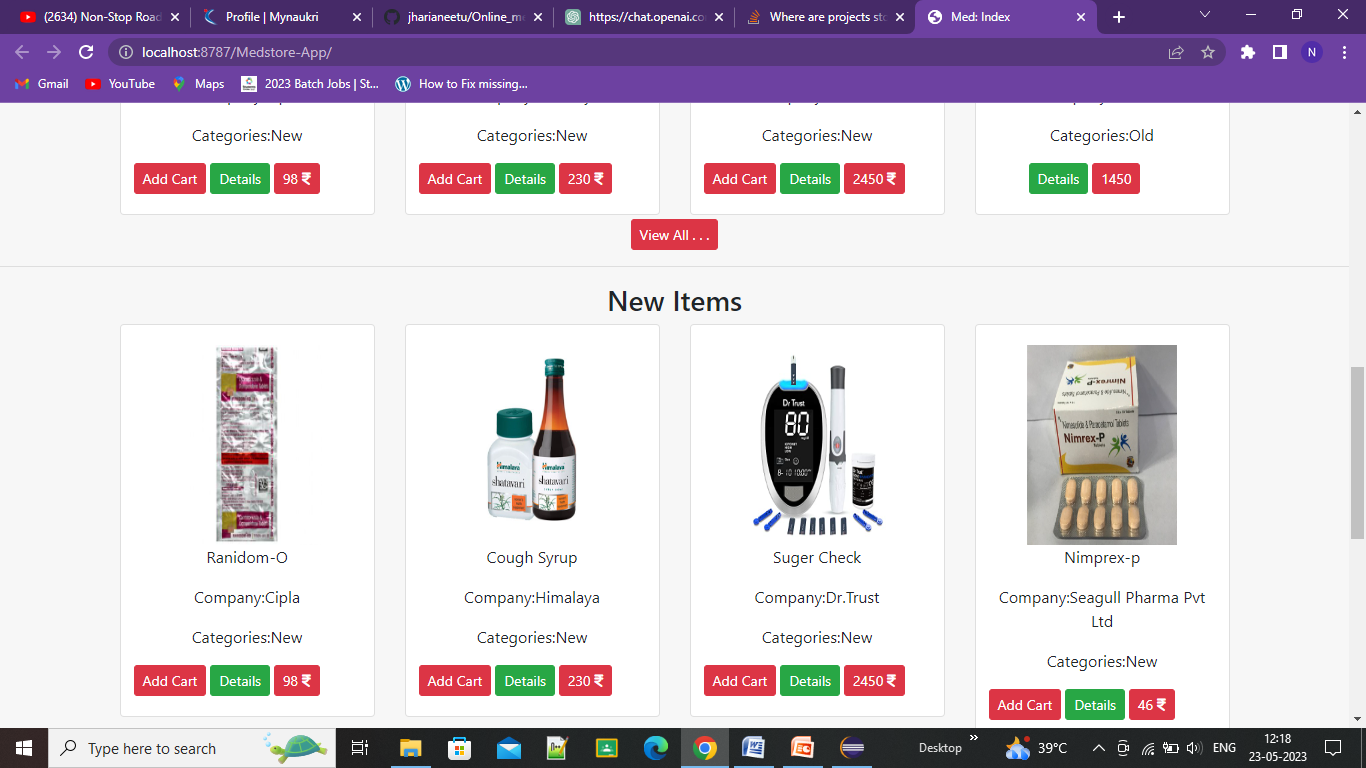 (2634) Non-Stop Road
Profile | Mynaukri
jharianeetu/Online_me
https://chat.openai.co
Where are projects sto
Med: Index
localhost:8787/Medstore-App/
N
Gmail
YouTube
Maps
2023 Batch Jobs | St...
How to Fix missing...
Categories:New
Categories:New
Categories:New
Categories:Old
Add Cart Details 98 ₹
Add Cart Details 230 ₹
Add Cart Details 2450 ₹
Details 1450
View All . . .
New Items
Himalaya
shatavari
Himalaya
shatavari
Dr Trust
80
Nimrex-P
Nimesulide & Paracetamol Tablets
Nimrex-P
Ranidom-O
Cough Syrup
Suger Check
Nimprex-p
Company:Cipla
Company:Himalaya
Company:Dr.Trust
Company:Seagull Pharma Pvt
Ltd
Categories:New
Categories:New
Categories:New
Categories:New
Add Cart Details 98 ₹
Add Cart Details 230 ₹
Add Cart Details 2450 ₹
Add Cart Details 46 ₹
Type here to search
Desktop
39°C
ENG
12:18
23-05-2023